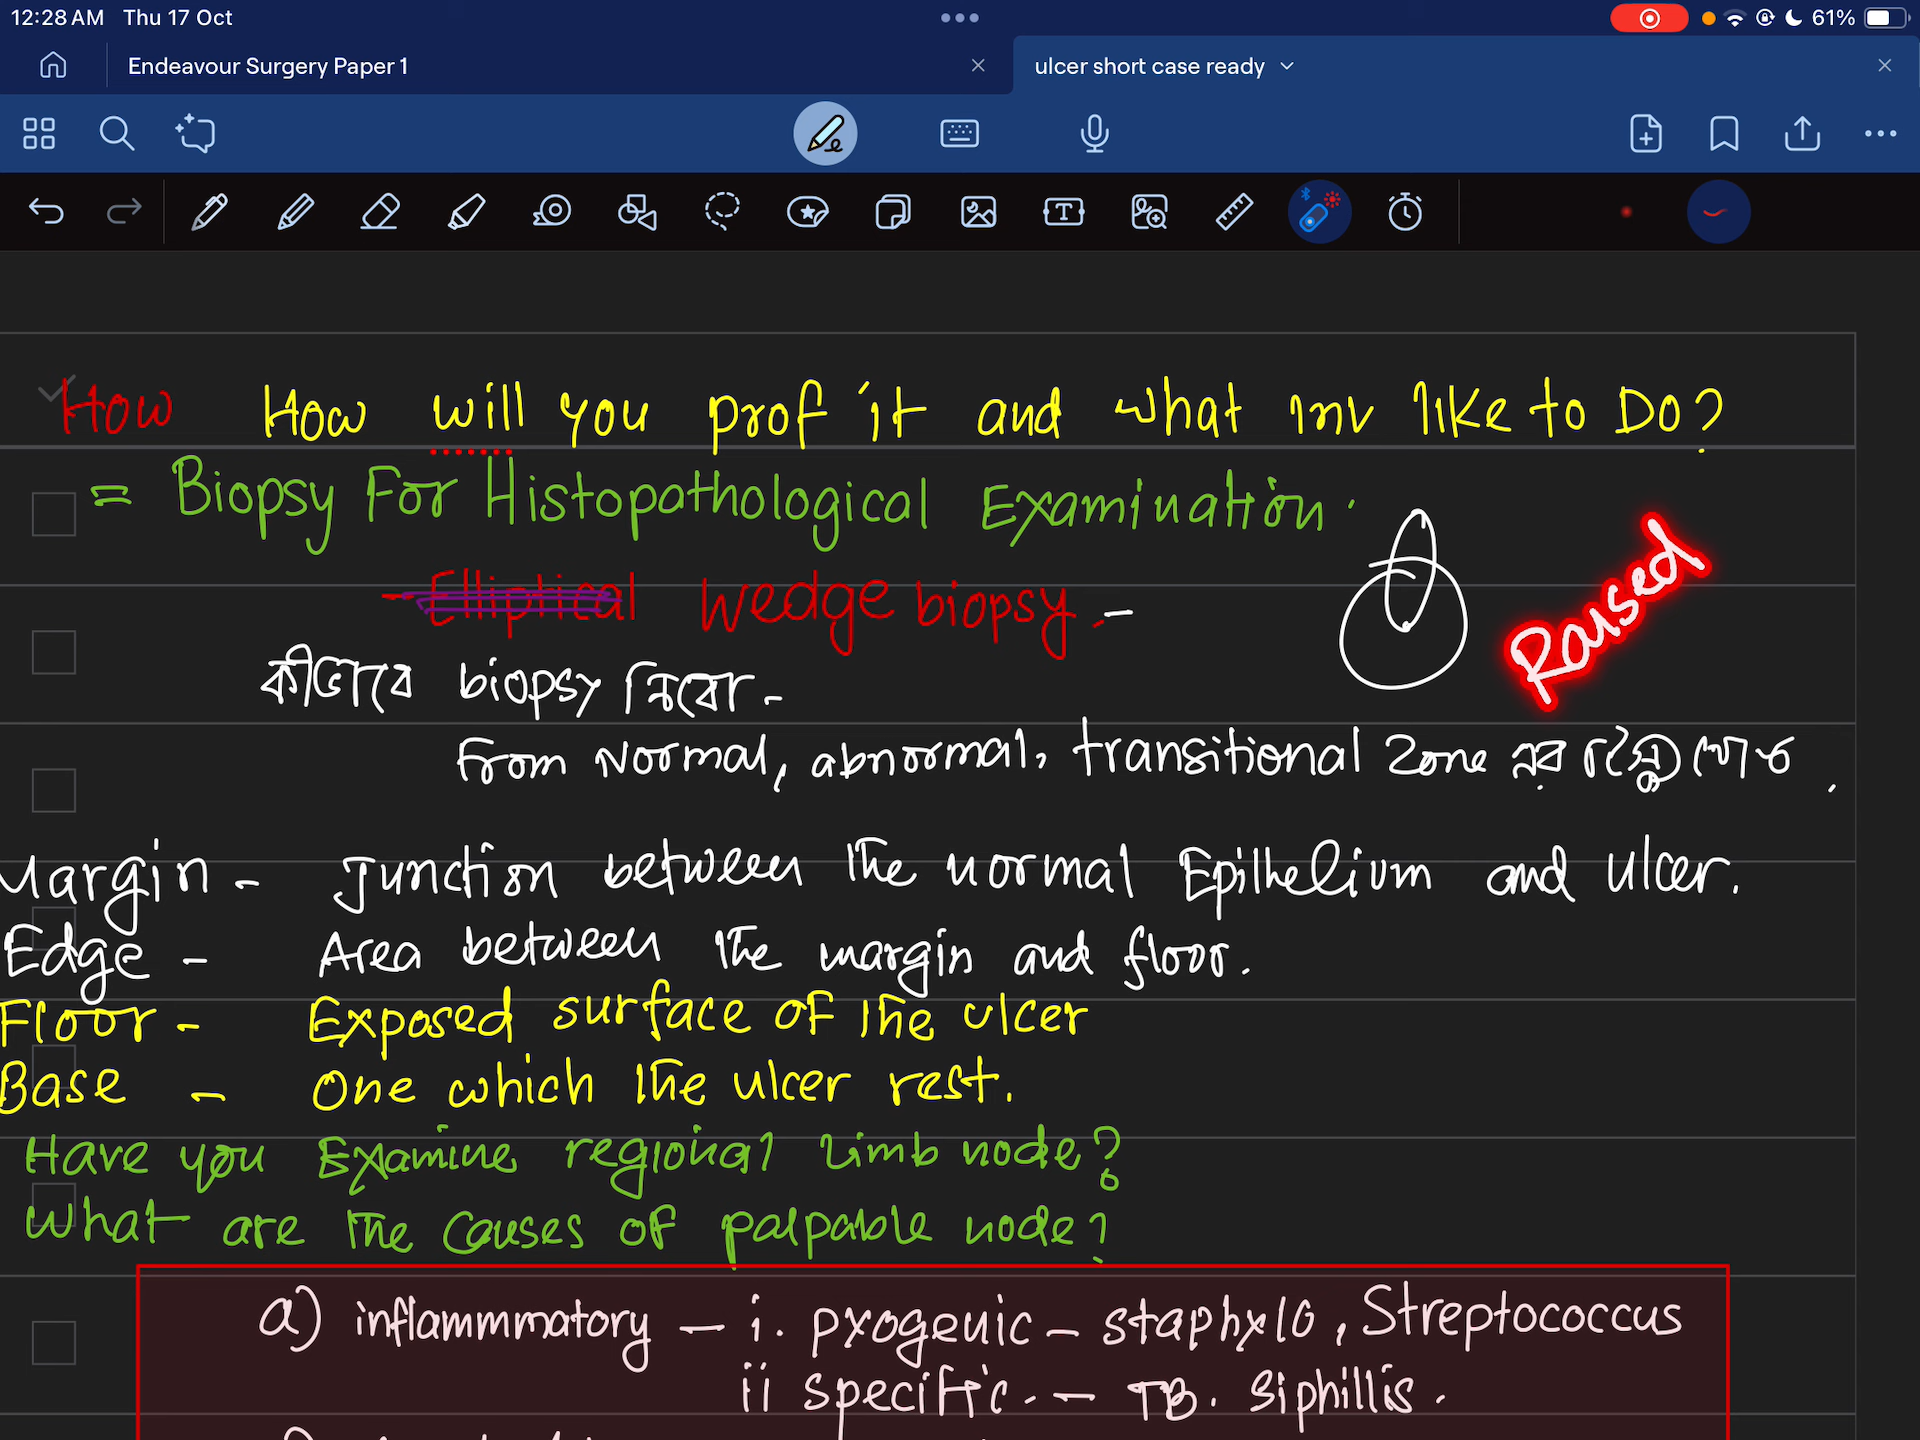 12:28 AM Thu 17 Oct
61%
Endeavour Surgery Paper 1
ulcer short case ready
How How will you prof it and what inv like to Do?
= Biopsy For Histopathological Examination.
- Elliptical Wedge biopsy. -
Raised
কীভাবে biopsy নিবো -
From Normal, abnormal, transitional Zone
Margin - Junction between the normal Epithelium and ulcer.
Edge - Area between the margin and floor.
Floor - Exposed surface of the ulcer
Base - One which the ulcer rest.
Have you Examine regional Limb node?
What are the causes of palpable node?
a) inflammmatory - i. pyogenic - staphylo, Streptococcus
ii specific. - TB. Siphillis.